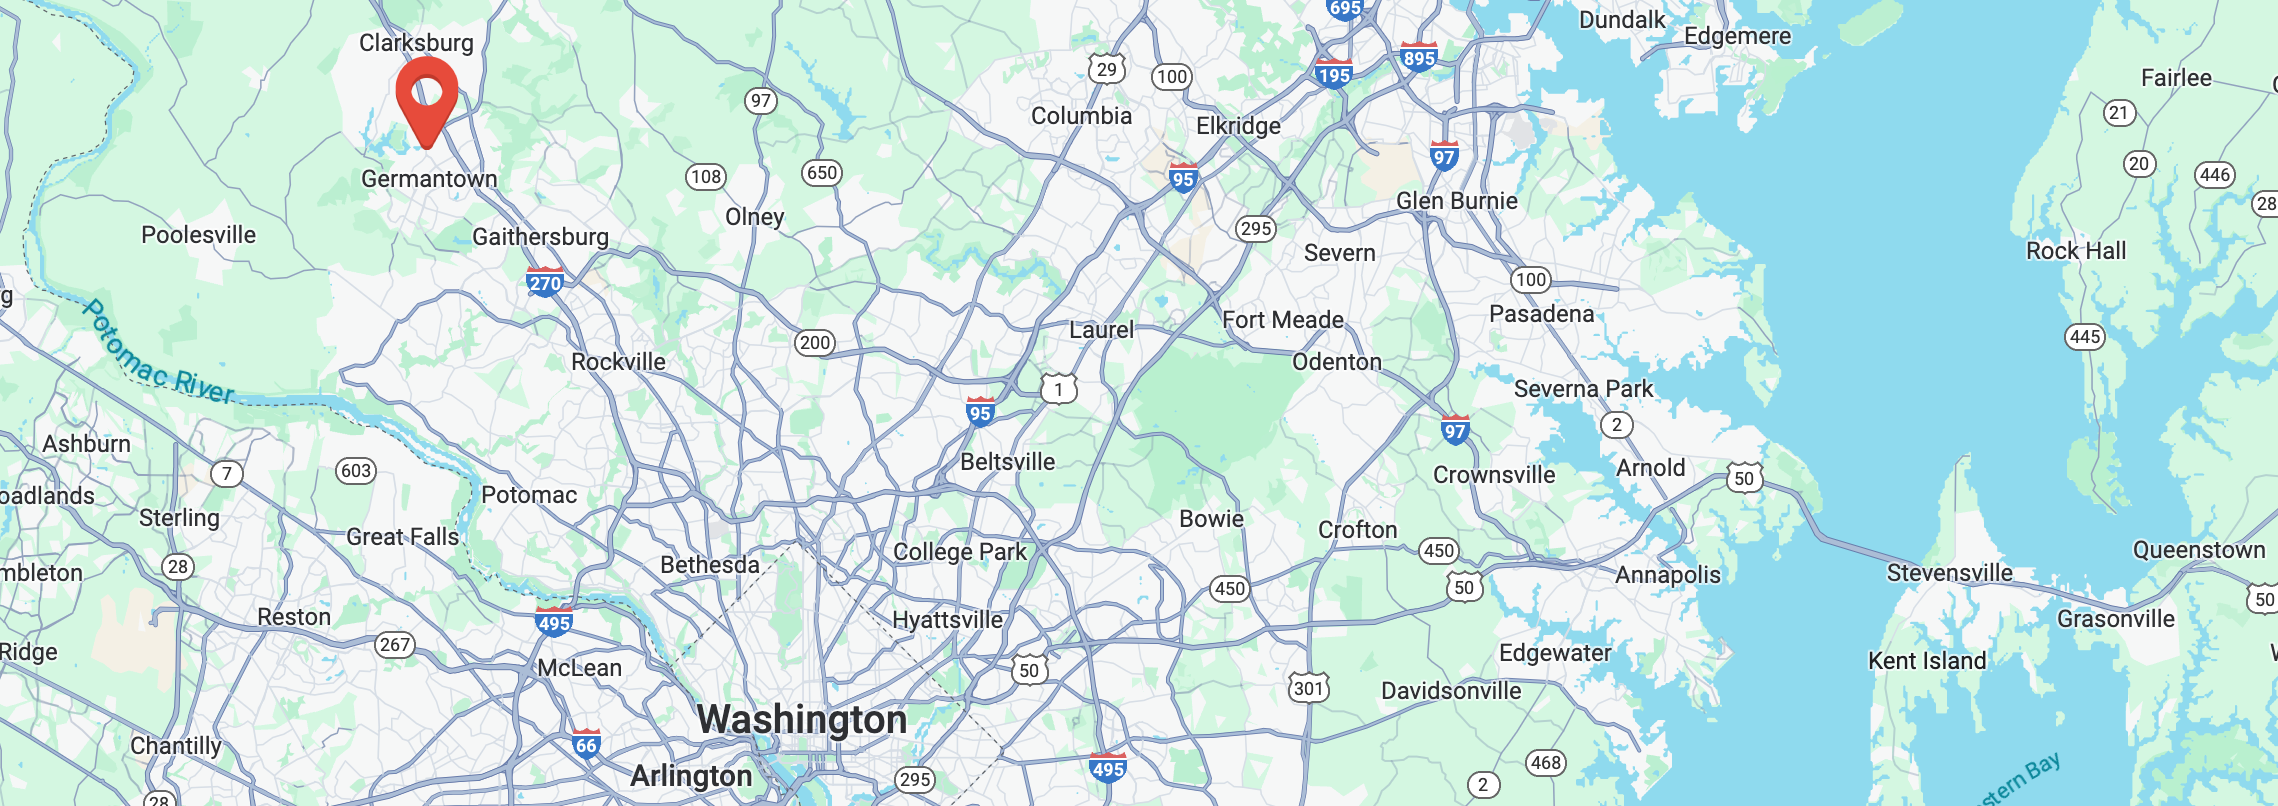 695
Dundalk
Edgemere
Clarksburg
29
100
195
895
Fairlee
97
Columbia
Elkridge
21
97
20
Germantown
108
650
95
446
Olney
Glen Burnie
28
Poolesville
Gaithersburg
295
Severn
Rock Hall
270
100
g
Potomac River
Laurel
Fort Meade
Pasadena
200
445
Rockville
Odenton
1
Severna Park
95
97
2
Ashburn
7
603
Beltsville
Crownsville
Arnold
50
oadlands
Potomac
Sterling
Great Falls
Bowie
Crofton
College Park
450
Queenstown
28
mbleton
Bethesda
Stevensville
Annapolis
450
50
50
Reston
495
Hyattsville
Grasonville
267
Ridge
McLean
50
Edgewater
Kent Island
301
Davidsonville
Washington
Chantilly
66
495
468
Arlington
295
2
stern Bay
28